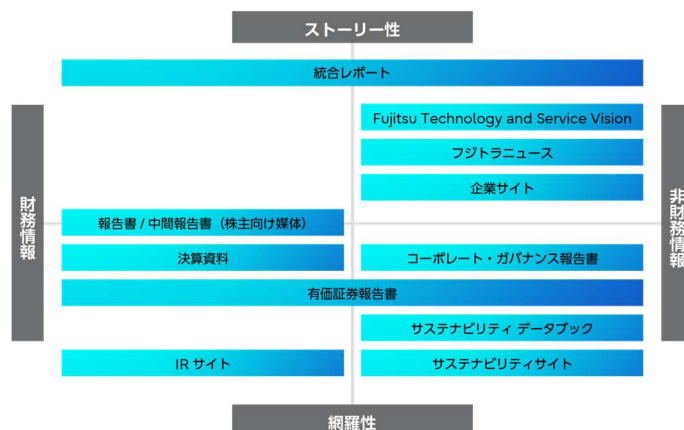 ストーリー性
統合レポート
Fujitsu Technology and Service Vision
フジトラニュース
企業サイト
財務情報
非財務情報
報告書 / 中間報告書（株主向け媒体）
決算資料
コーポレート・ガバナンス報告書
有価証券報告書
サステナビリティ データブック
IR サイト
サステナビリティサイト
網羅性